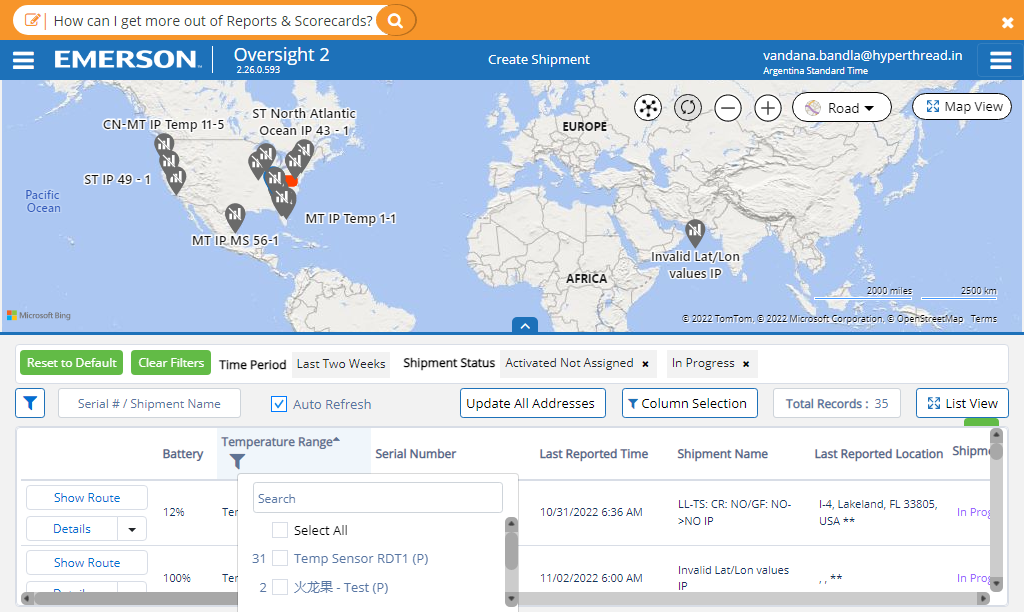 How can I get more out of Reports & Scorecards?
EMERSON
Oversight 2
2.26.0.593
Create Shipment
vandana.bandla@hyperthread.in
Argentina Standard Time
Road
Map View
CN-MT IP Temp 11-5
ST North Atlantic
Ocean IP 43 - 1
ST IP 49 - 1
Pacific
Ocean
MT IP Temp 1-1
MT IP MS 56-1
EUROPE
AFRICA
Invalid Lat/Lon
values IP
2000 miles
2500 km
Microsoft Bing
© 2022 TomTom, © 2022 Microsoft Corporation, © OpenStreetMap
Terms
Reset to Default
Clear Filters
Time Period
Last Two Weeks
Shipment Status
Activated Not Assigned ×
In Progress ×
Serial # / Shipment Name
Auto Refresh
Update All Addresses
Column Selection
Total Records : 35
List View
Battery
Temperature Range
Serial Number
Last Reported Time
Shipment Name
Last Reported Location
Shipme
Show Route
Details
12%
Ter
10/31/2022 6:36 AM
LL-TS: CR: NO/GF: NO-
>NO IP
I-4, Lakeland, FL 33805,
USA **
In Prog
Show Route
Details
100%
Ter
11/02/2022 6:00 AM
Invalid Lat/Lon values
IP
, , **
In Prog
Search
Select All
31 Temp Sensor RDT1 (P)
2 火龙果 - Test (P)